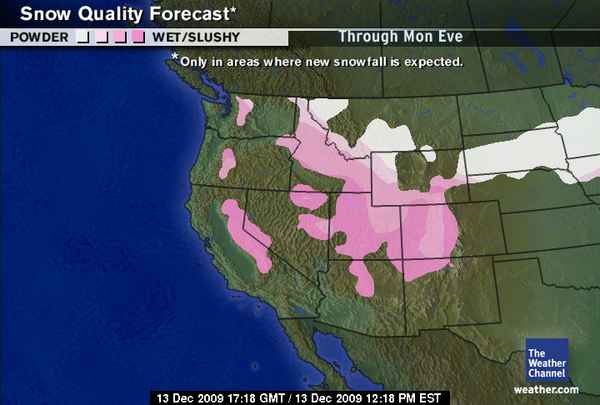 Snow Quality Forecast*
POWDER WET/SLUSHY Through Mon Eve
*Only in areas where new snowfall is expected.
The
Weather
Channel
weather.com
13 Dec 2009 17:18 GMT / 13 Dec 2009 12:18 PM EST